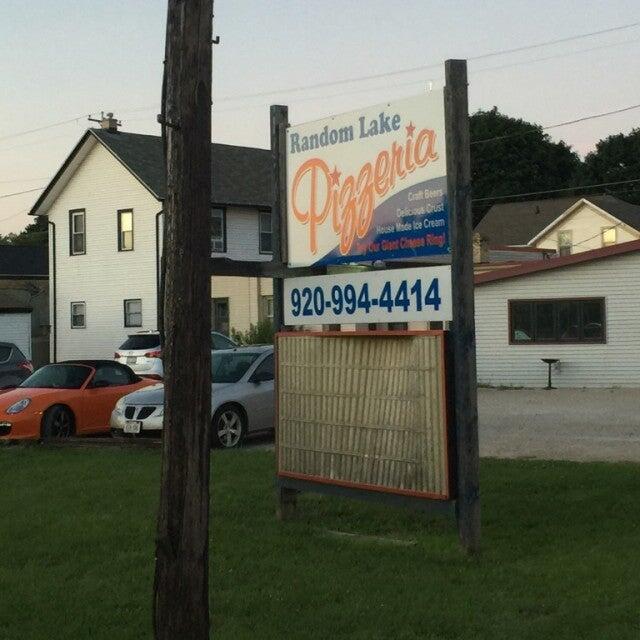 Random Lake
Pizzeria
Craft Beers
Delicious Crust
House Made Ice Cream
Try Our Giant Cheese Ring!
920-994-4414